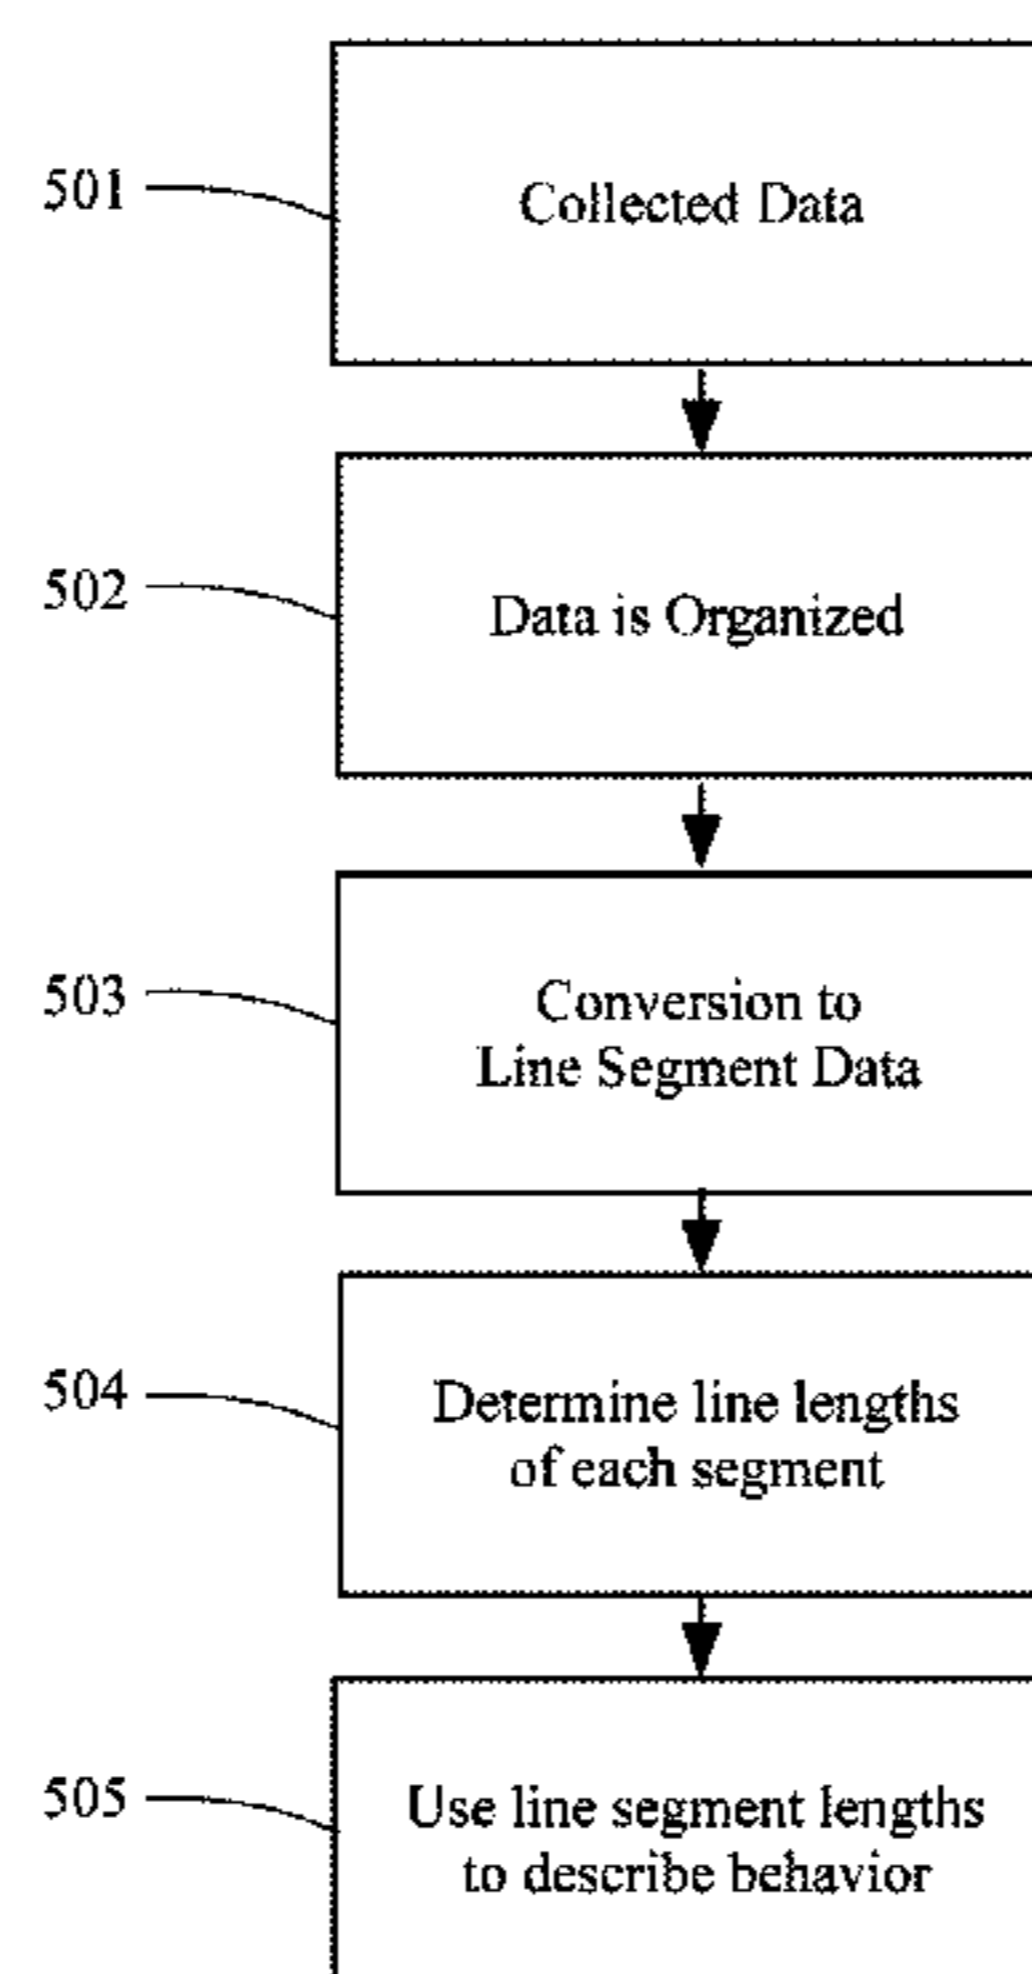 501
Collected Data
502
Data is Organized
503
Conversion to
Line Segment Data
504
Determine line lengths
of each segment
505
Use line segment lengths
to describe behavior